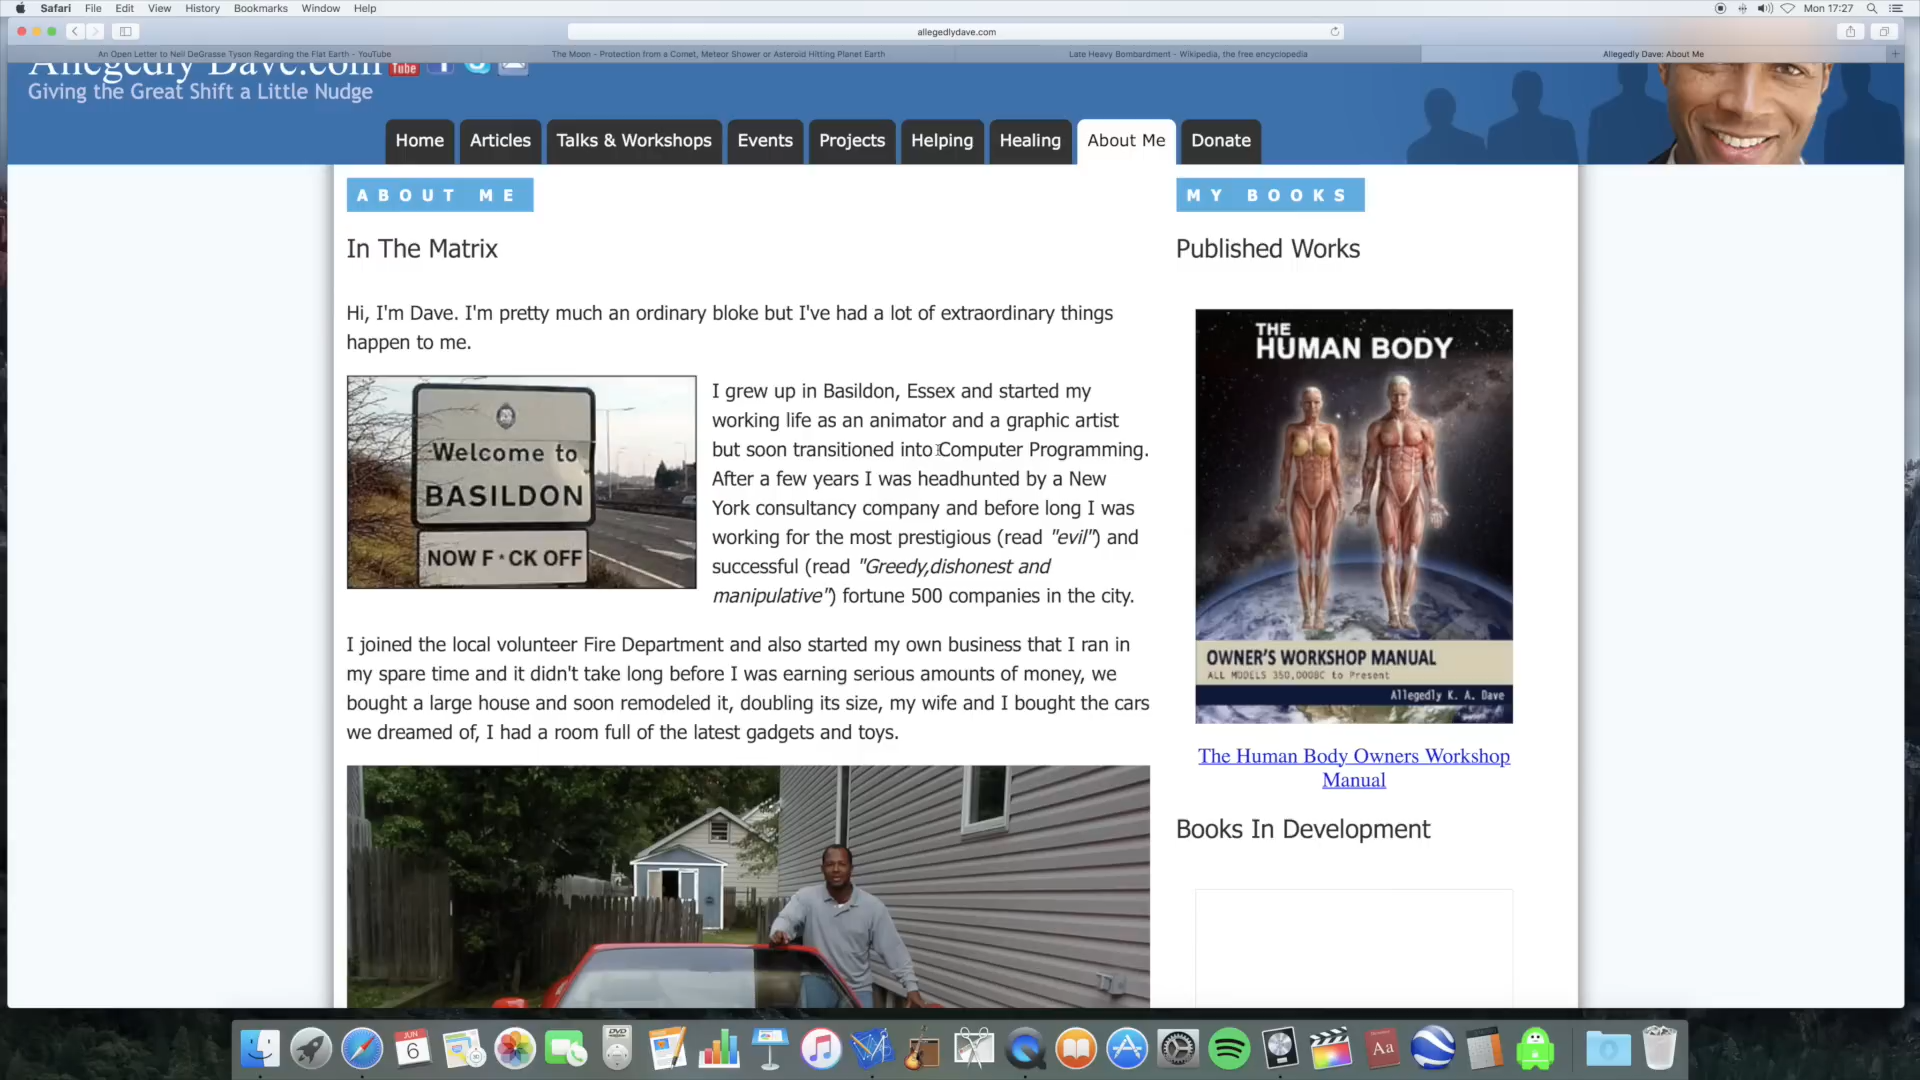 Safari File Edit View History Bookmarks Window Help Mon 17:27
allegedlydave.com
An Open Letter to Neil DeGrasse Tyson Regarding the Flat Earth - YouTube The Moon – Protection from a Comet, Meteor Shower or Asteroid Hitting Planet Earth Late Heavy Bombardment - Wikipedia, the free encyclopedia Allegedly Dave: About Me
Allegedly Dave.com Tube
Giving the Great Shift a Little Nudge
Home Articles Talks & Workshops Events Projects Helping Healing About Me Donate
ABOUT ME
In The Matrix
Hi, I'm Dave. I'm pretty much an ordinary bloke but I've had a lot of extraordinary things
happen to me.
Welcome to
BASILDON
NOW F*CK OFF
I grew up in Basildon, Essex and started my
working life as an animator and a graphic artist
but soon transitioned into Computer Programming.
After a few years I was headhunted by a New
York consultancy company and before long I was
working for the most prestigious (read "evil") and
successful (read "Greedy,dishonest and
manipulative") fortune 500 companies in the city.
I joined the local volunteer Fire Department and also started my own business that I ran in
my spare time and it didn't take long before I was earning serious amounts of money, we
bought a large house and soon remodeled it, doubling its size, my wife and I bought the cars
we dreamed of, I had a room full of the latest gadgets and toys.
MY BOOKS
Published Works
THE
HUMAN BODY
OWNER'S WORKSHOP MANUAL
ALL MODELS 350,000BC to Present
Allegedly K. A. Dave
The Human Body Owners Workshop
Manual
Books In Development
JUN
6
DVD
Aa